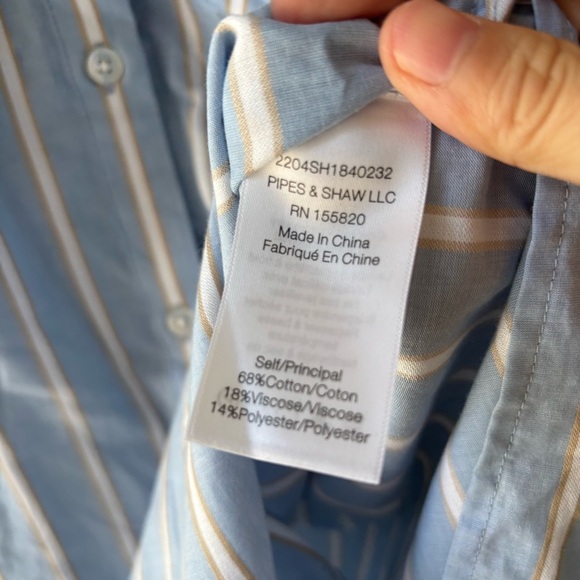 2204SH1840232
PIPES & SHAW LLC
RN 155820
Made In China
Fabriqué En Chine
Self/Principal
68%Cotton/Coton
18%Viscose/Viscose
14%Polyester/Polyester